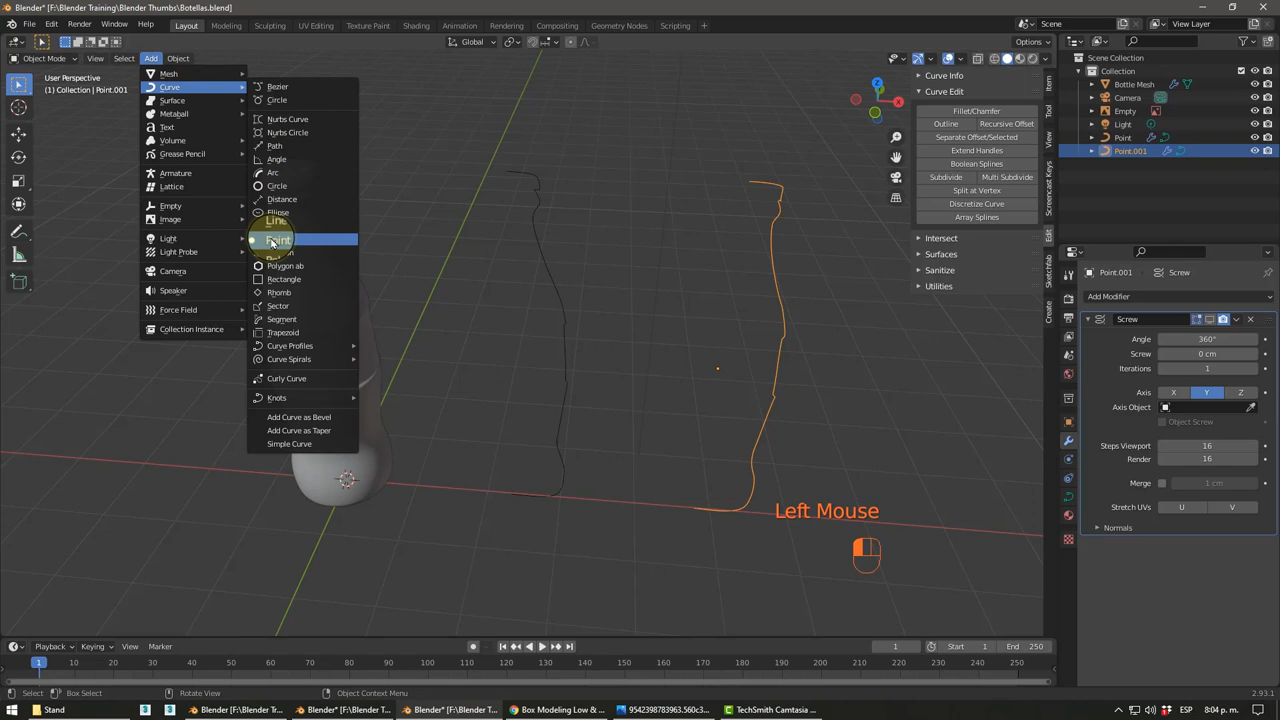 Blender* [F:\Blender Training\Blender Thumbs\Botellas.blend]
File Edit Render Window Help Layout Modeling Sculpting UV Editing Texture Paint Shading Animation Rendering Compositing Geometry Nodes Scripting Scene View Layer
Global Options
Object Mode View Select Add Object
User Perspective
(1) Collection | Point.001
Mesh
Curve
Surface
Metaball
Text
Volume
Grease Pencil
Armature
Lattice
Empty
Image
Light
Light Probe
Camera
Speaker
Force Field
Collection Instance
Bezier
Circle
Nurbs Curve
Nurbs Circle
Path
Angle
Arc
Circle
Distance
Ellipse
Line
Point
Polygon ab
Rectangle
Rhomb
Sector
Segment
Trapezoid
Curve Profiles
Curve Spirals
Curly Curve
Knots
Add Curve as Bevel
Add Curve as Taper
Simple Curve
Z
X
Left Mouse
Curve Info
Curve Edit
Fillet/Chamfer
Outline Recursive Offset
Separate Offset/Selected
Extend Handles
Boolean Splines
Subdivide Multi Subdivide
Split at Vertex
Discretize Curve
Array Splines
Intersect
Surfaces
Sanitize
Utilities
Item
Tool
View
Screencast Keys
Edit
Sketchfab
Create
Scene Collection
Collection
Bottle Mesh
Camera
Empty
Light
Point
Point.001
Point.001 Screw
Add Modifier
Screw
Angle 360°
Screw 0 cm
Iterations 1
Axis X Y Z
Axis Object
Object Screw
Steps Viewport 16
Render 16
Merge 1 cm
Stretch UVs U V
Normals
Playback Keying View Marker 1 Start 1 End 250
1 10 20 30 40 50 60 70 80 90 100 110 120 130 140 150 160 170 180 190 200 210 220 230 240 250
Select Box Select Rotate View Object Context Menu 2.93.1
Stand Blender [F:\Blender Tr... Blender* [F:\Blender Tr... Blender* [F:\Blender Tr... Box Modeling Low &... 9542398783963.560c3... TechSmith Camtasia ESP 8:04 p. m.